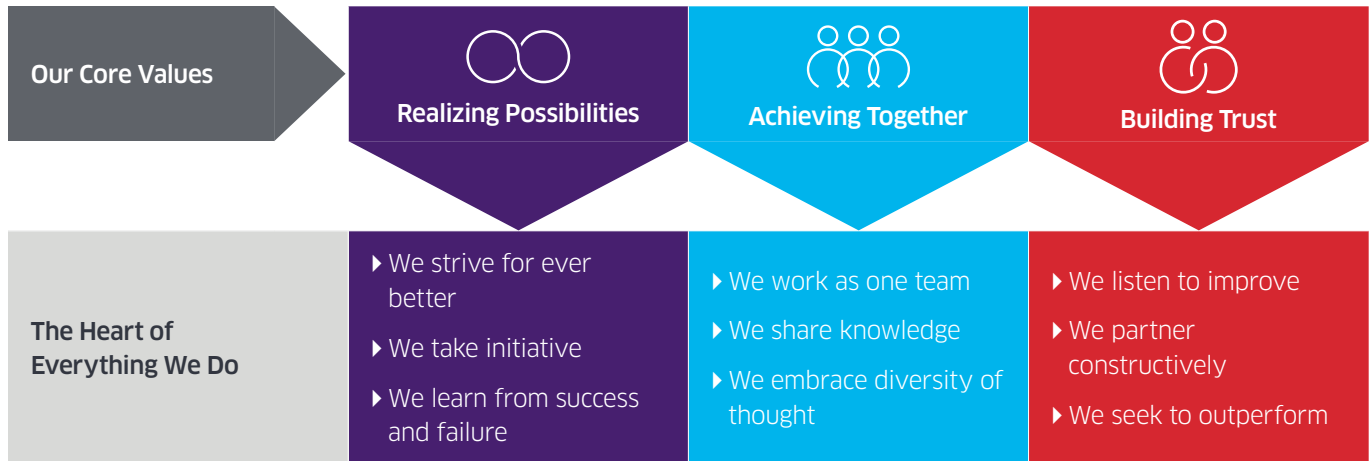 Our Core Values
Realizing Possibilities
Achieving Together
Building Trust
The Heart of
Everything We Do
We strive for ever
better
We take initiative
We learn from success
and failure
We work as one team
We share knowledge
We embrace diversity of
thought
We listen to improve
We partner
constructively
We seek to outperform